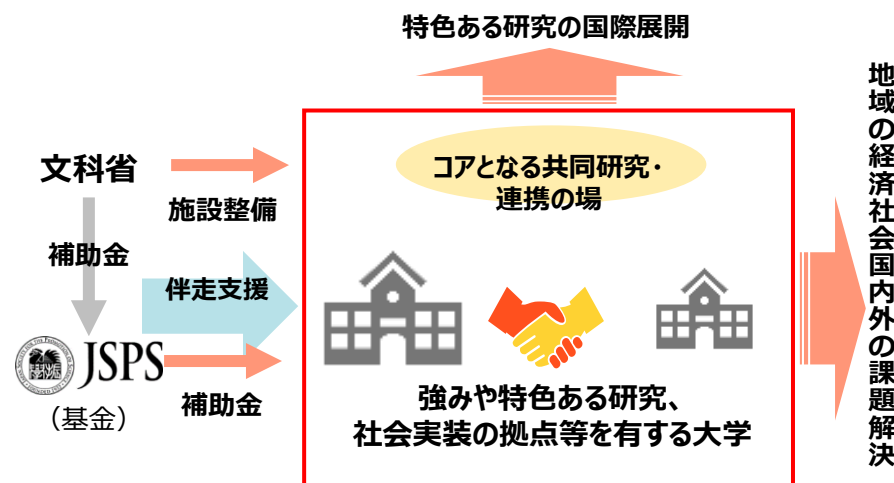 特色ある研究の国際展開
文科省
施設整備
補助金
伴走支援
JSPS
(基金)
補助金
コアとなる共同研究・
連携の場
強みや特色ある研究、
社会実装の拠点等を有する大学
地域の経済社会国内外の課題解決